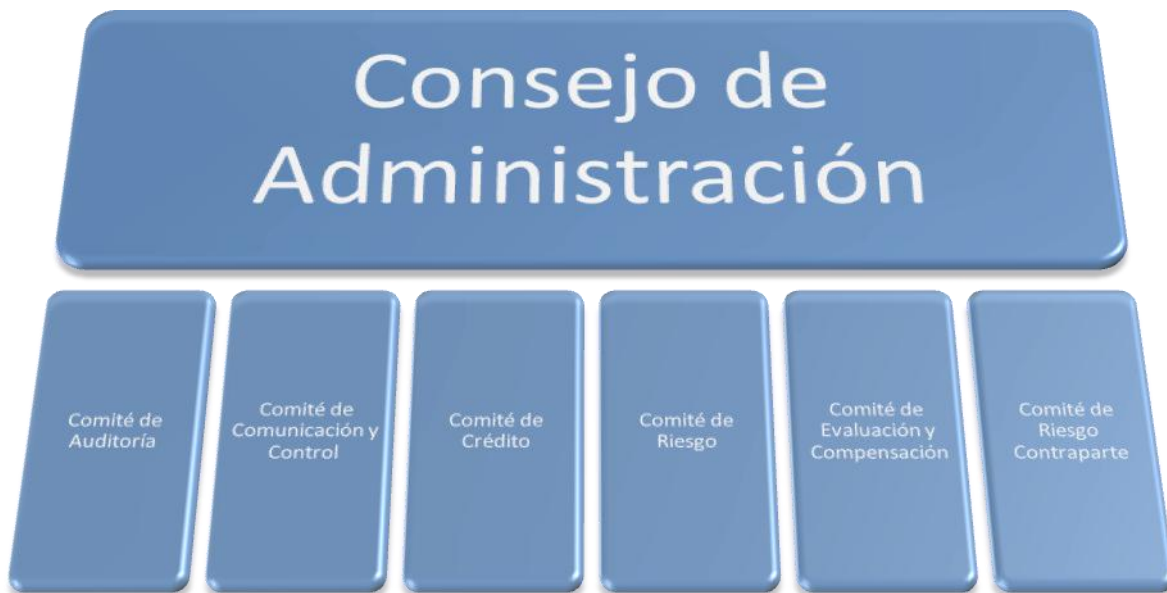 Consejo de
Administración
Comité de
Auditoría
Comité de
Comunicación y
Control
Comité de
Crédito
Comité de
Riesgo
Comité de
Evaluación y
Compensación
Comité de
Riesgo
Contraparte